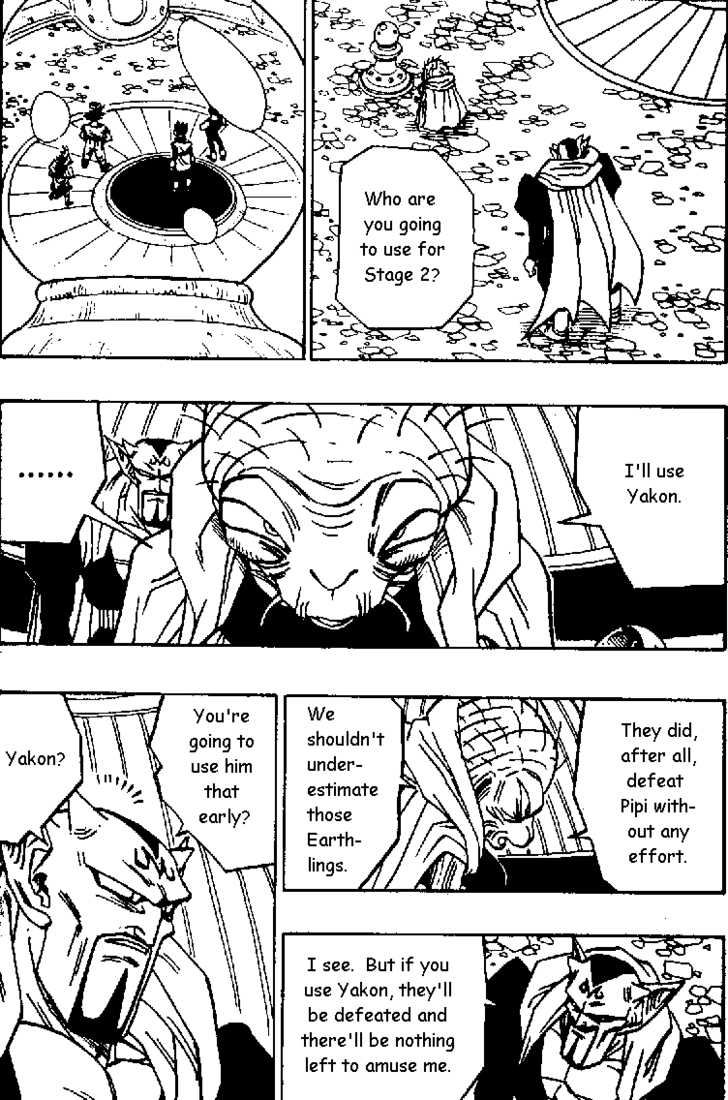 Who are
you going
to use for
Stage 2?
I'll use
Yakon.
......
They did,
after all,
defeat
Pipi with-
out any
effort.
We
shouldn't
under-
estimate
those
Earth-
lings.
You're
going to
use him
that
early?
Yakon?
I see.  But if you
use Yakon, they'll
be defeated and
there'll be nothing
left to amuse me.